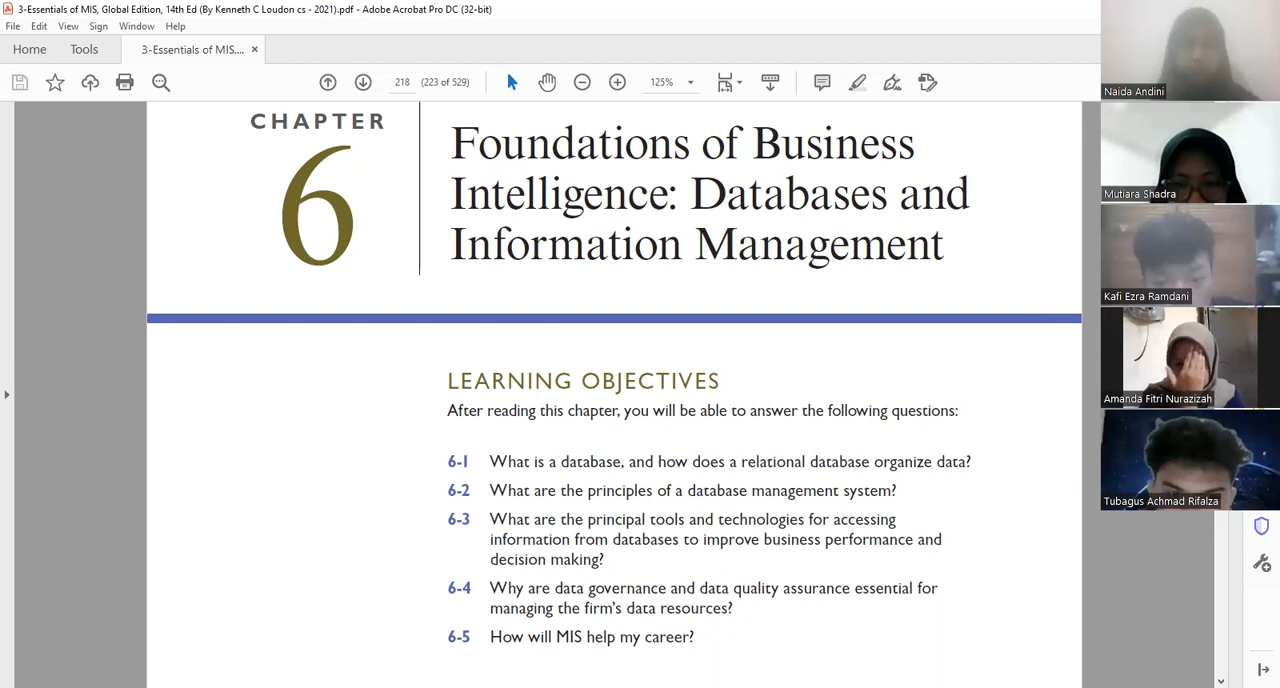 3-Essentials of MIS, Global Edition, 14th Ed (By Kenneth C Loudon cs - 2021).pdf - Adobe Acrobat Pro DC (32-bit)
File Edit View Sign Window Help
Home Tools 3-Essentials of MIS,... ×
218 (223 of 529) 125%
CHAPTER
6
Foundations of Business
Intelligence: Databases and
Information Management
LEARNING OBJECTIVES
After reading this chapter, you will be able to answer the following questions:
6-1 What is a database, and how does a relational database organize data?
6-2 What are the principles of a database management system?
6-3 What are the principal tools and technologies for accessing
information from databases to improve business performance and
decision making?
6-4 Why are data governance and data quality assurance essential for
managing the firm's data resources?
6-5 How will MIS help my career?
Naida Andini
Mutiara Shadra
Kafi Ezra Ramdani
Amanda Fitri Nurazizah
Tubagus Achmad Rifalza